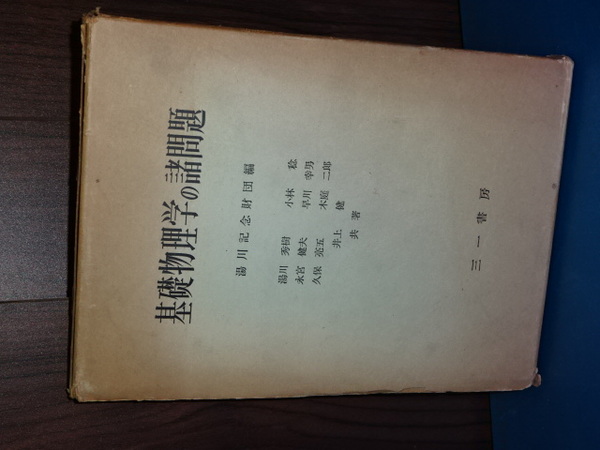 基礎物理学の諸問題
湯川記念財団編
湯川 秀樹 小林 稔
永宮 健夫 早川 幸男
久保 亮五 木庭 二郎
井上 健
共著
三一書房